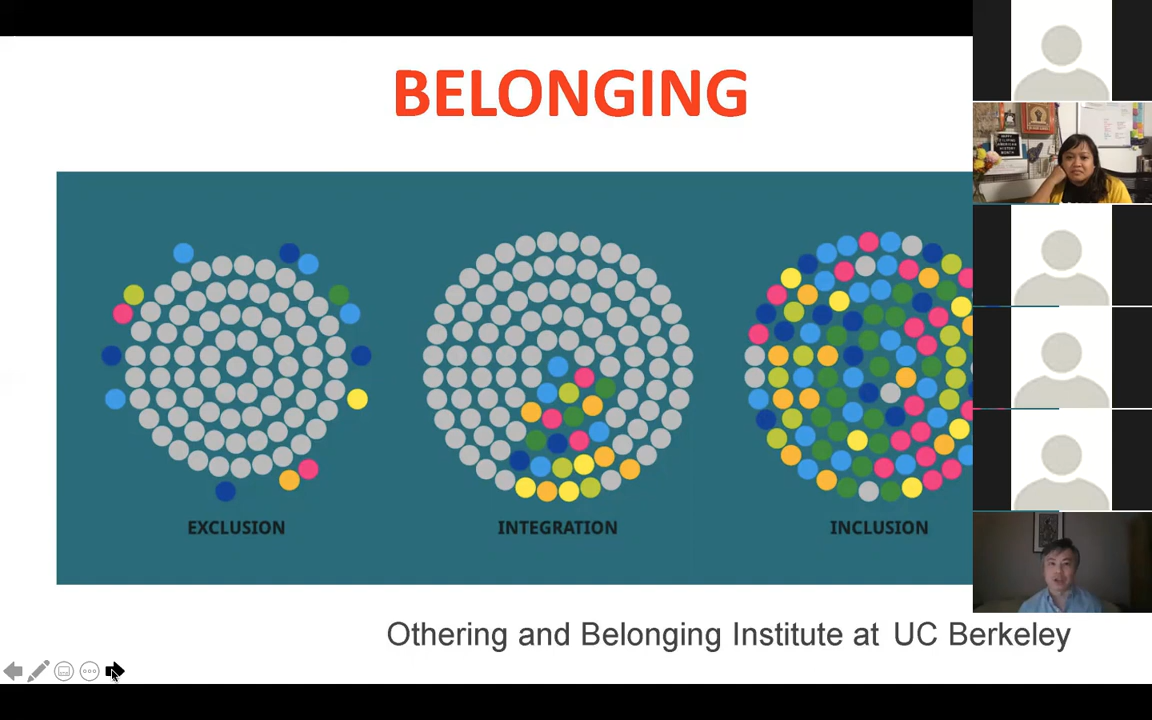 BELONGING
EXCLUSION
INTEGRATION
INCLUSION
Othering and Belonging Institute at UC Berkeley